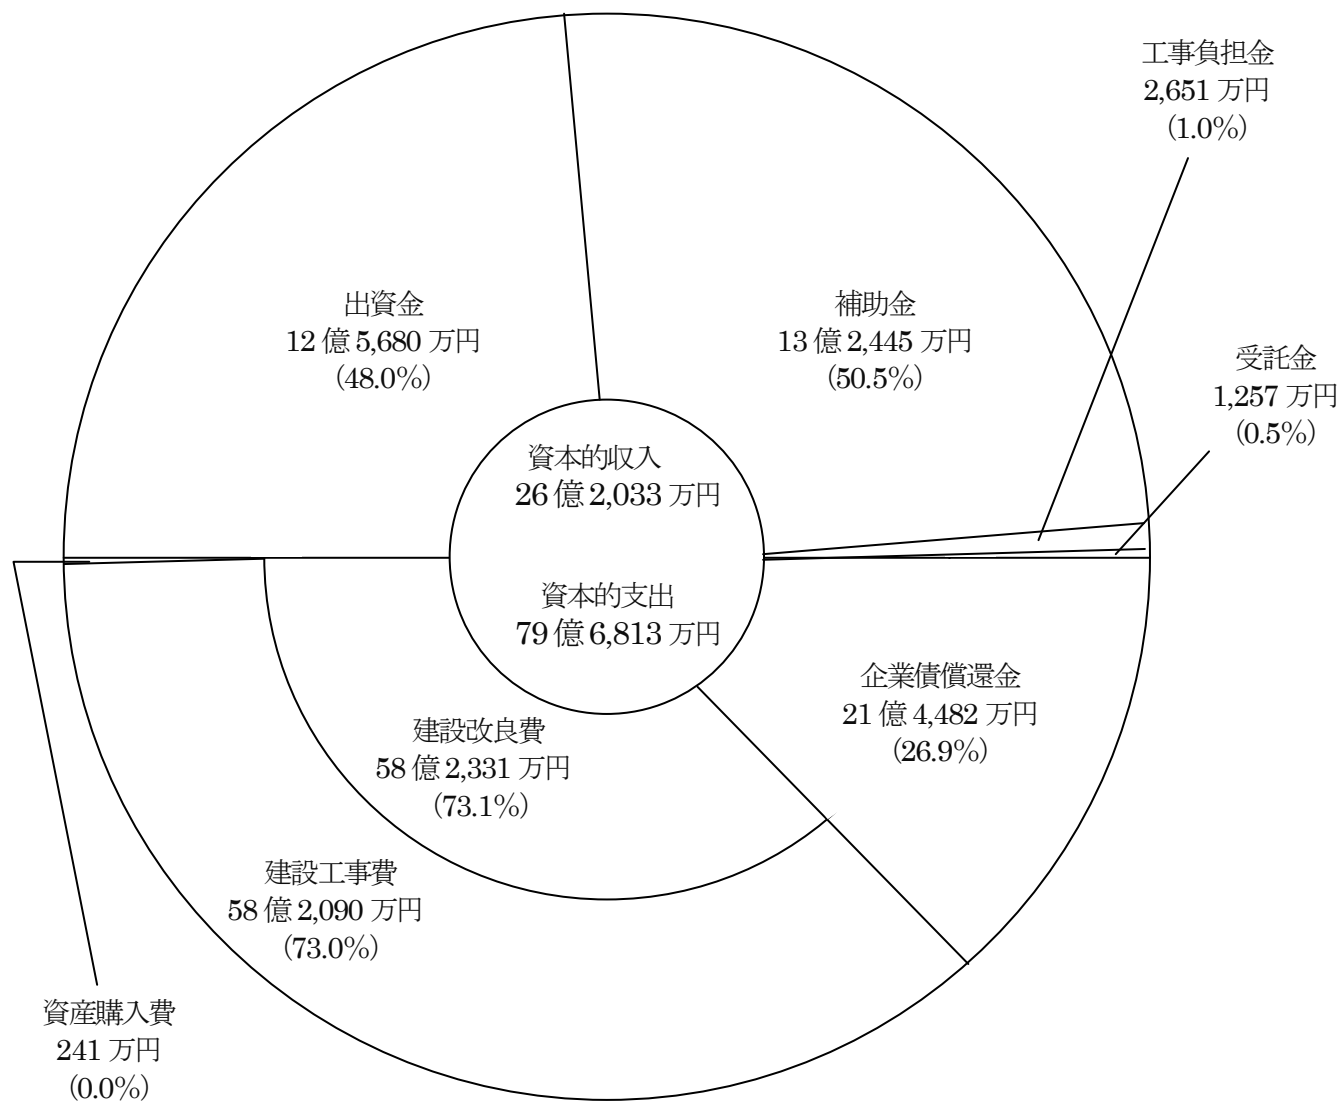 工事負担金
2,651 万円
(1.0%)
出資金
12 億 5,680 万円
(48.0%)
補助金
13 億 2,445 万円
(50.5%)
受託金
1,257 万円
(0.5%)
資本的収入
26 億 2,033 万円
資本的支出
79 億 6,813 万円
企業債償還金
21 億 4,482 万円
(26.9%)
建設改良費
58 億 2,331 万円
(73.1%)
建設工事費
58 億 2,090 万円
(73.0%)
資産購入費
241 万円
(0.0%)